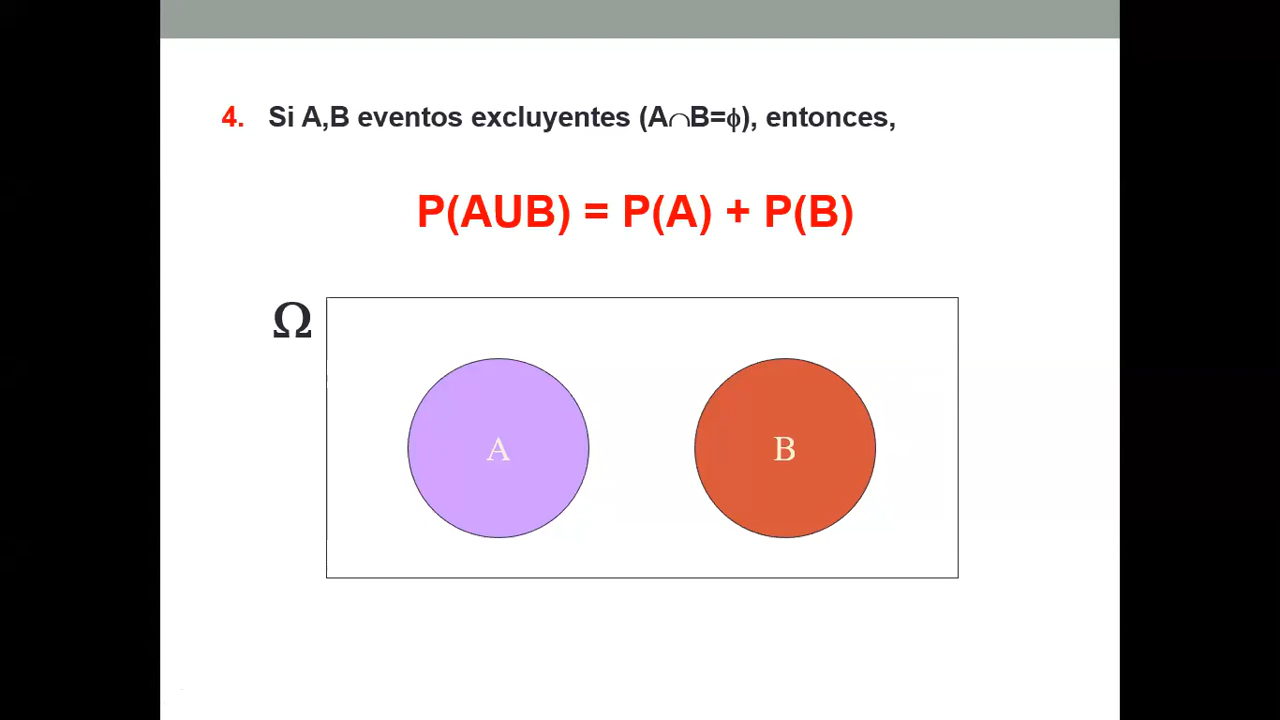 4. Si A,B eventos excluyentes (A∩B=ϕ), entonces,
P(AUB) = P(A) + P(B)
Ω
A
B